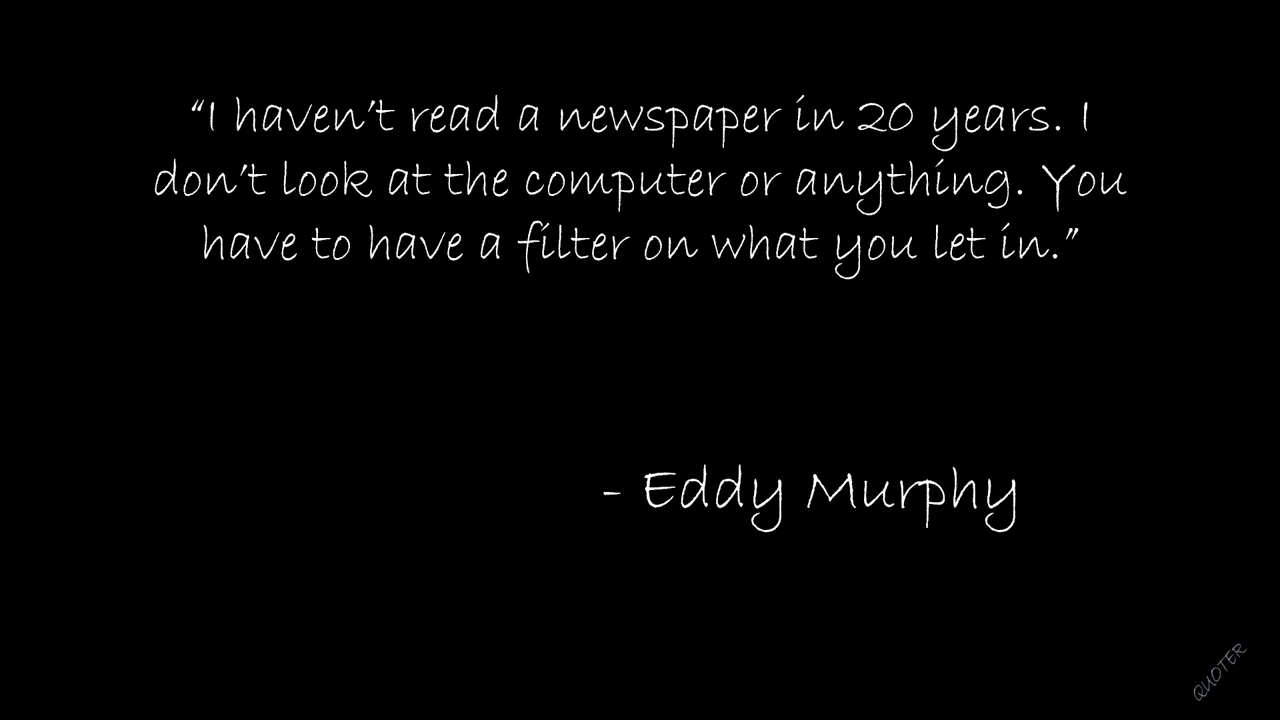 “I haven’t read a newspaper in 20 years. I
don’t look at the computer or anything. You
have to have a filter on what you let in.”
- Eddy Murphy
QUOTER